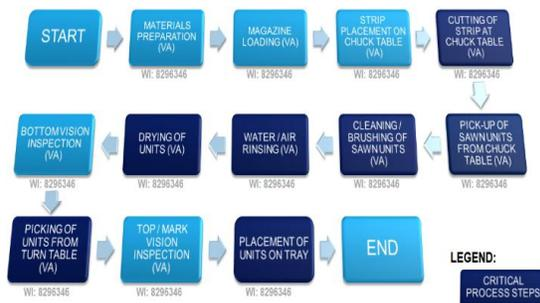 START
MATERIALS
PREPARATION
(VA)
WI: 8296346
MAGAZINE
LOADING (VA)
WI: 8296346
STRIP
PLACEMENT ON
CHUCK TABLE
(VA)
WI: 8296346
CUTTING OF
STRIP AT
CHUCK TABLE
(VA)
WI: 8296346
BOTTOM VISION
INSPECTION
(VA)
WI: 8296346
DRYING OF
UNITS (VA)
WI: 8296346
WATER / AIR
RINSING (VA)
WI: 8296346
CLEANING /
BRUSHING OF
SAWN UNITS
(VA)
WI: 8296346
PICK-UP OF
SAWN UNITS
FROM CHUCK
TABLE (VA)
WI: 8296346
PICKING OF
UNITS FROM
TURN TABLE
(VA)
WI: 8296346
TOP / MARK
VISION
INSPECTION
(VA)
WI: 8296346
PLACEMENT OF
UNITS ON TRAY
WI: 8296346
END
LEGEND:
CRITICAL
PROCESS STEPS